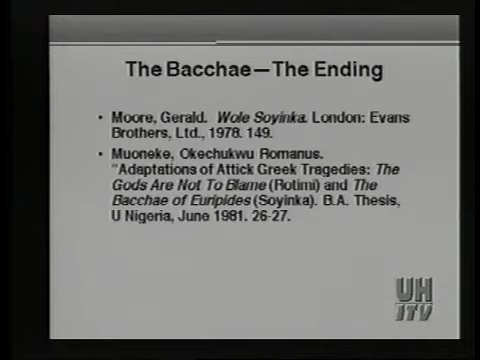 The Bacchae—The Ending
• Moore, Gerald. Wole Soyinka. London: Evans
Brothers, Ltd., 1978. 149.
• Muoneke, Okechukwu Romanus.
"Adaptations of Attick Greek Tragedies: The
Gods Are Not To Blame (Rotimi) and The
Bacchae of Euripides (Soyinka). B.A. Thesis,
U Nigeria, June 1981. 26-27.
UH
ITV